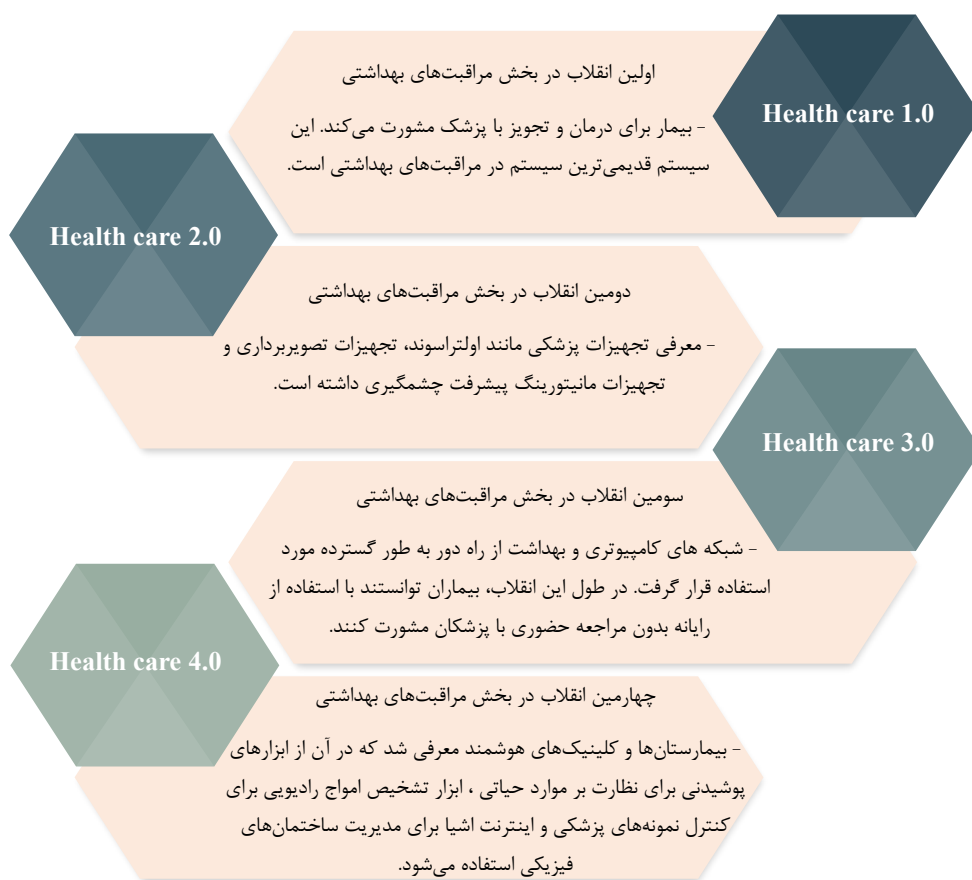 Health care 1.0
اولین انقلاب در بخش مراقبت‌های بهداشتی
- بیمار برای درمان و تجویز با پزشک مشورت می‌کند. این
سیستم قدیمی‌ترین سیستم در مراقبت‌های بهداشتی است.
Health care 2.0
دومین انقلاب در بخش مراقبت‌های بهداشتی
- معرفی تجهیزات پزشکی مانند اولتراسوند، تجهیزات تصویربرداری و
تجهیزات مانیتورینگ پیشرفت چشمگیری داشته است.
Health care 3.0
سومین انقلاب در بخش مراقبت‌های بهداشتی
- شبکه های کامپیوتری و بهداشت از راه دور به طور گسترده مورد
استفاده قرار گرفت. در طول این انقلاب، بیماران توانستند با استفاده از
رایانه بدون مراجعه حضوری با پزشکان مشورت کنند.
Health care 4.0
چهارمین انقلاب در بخش مراقبت‌های بهداشتی
- بیمارستان‌ها و کلینیک‌های هوشمند معرفی شد که در آن از ابزارهای
پوشیدنی برای نظارت بر موارد حیاتی ، ابزار تشخیص امواج رادیویی برای
کنترل نمونه‌های پزشکی و اینترنت اشیا برای مدیریت ساختمان‌های
فیزیکی استفاده می‌شود.